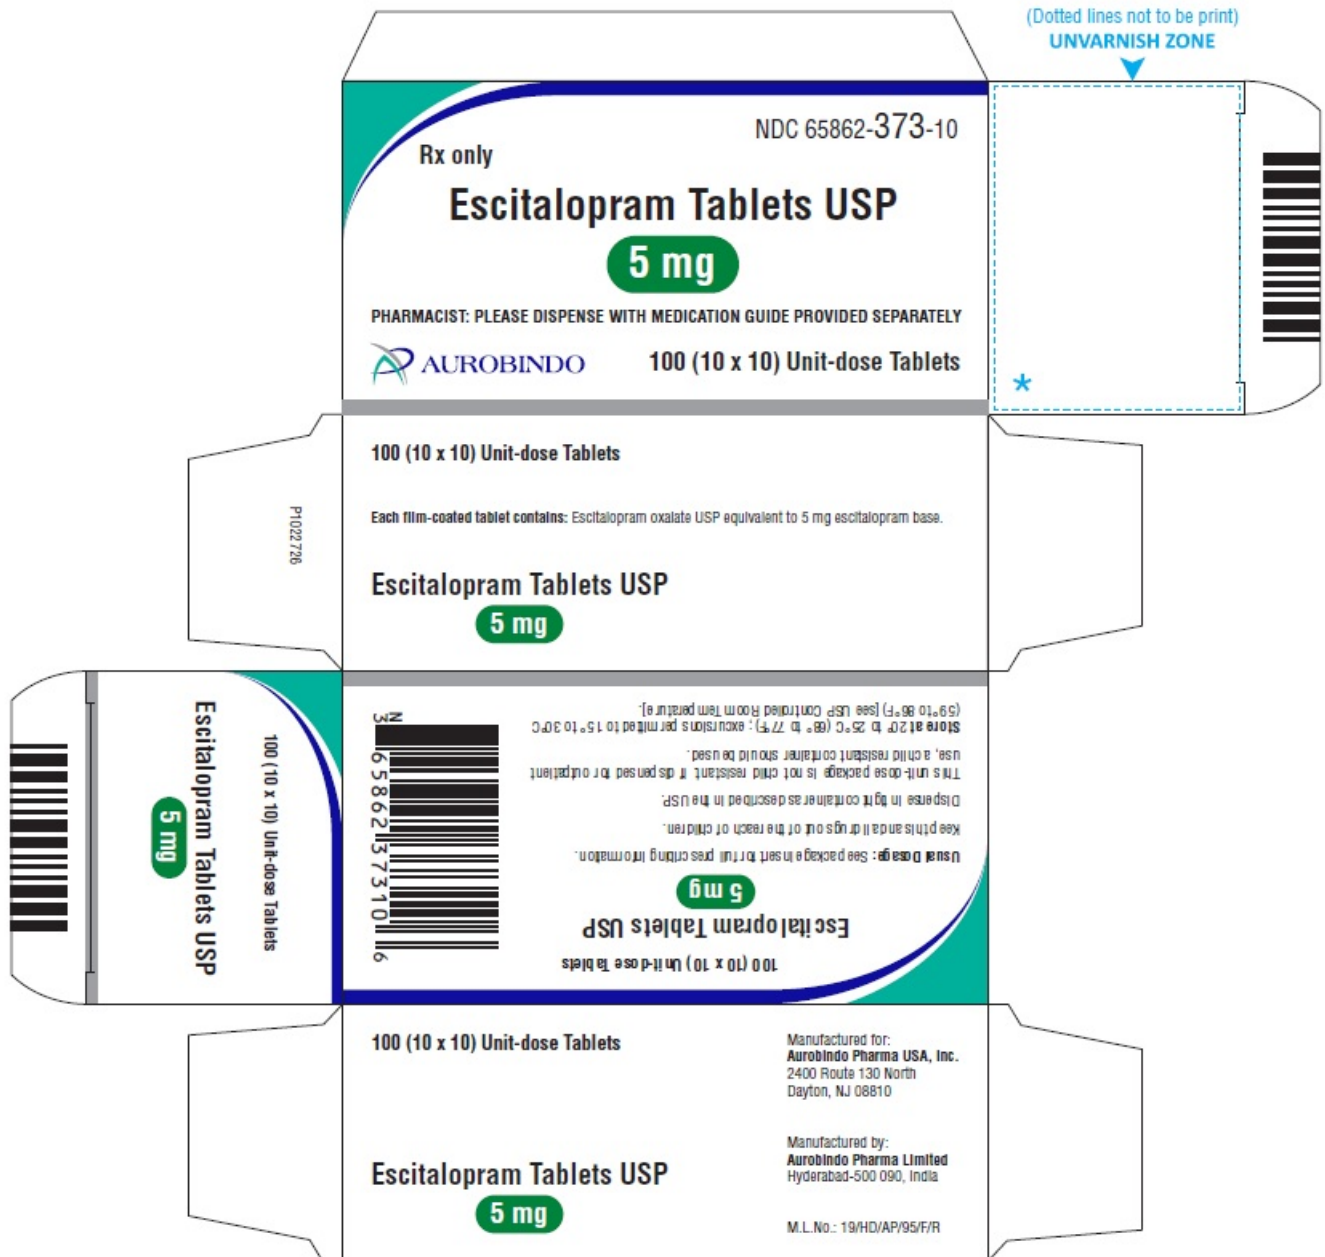 (Dotted lines not to be print)
UNVARNISH ZONE
NDC 65862-373-10
Rx only
Escitalopram Tablets USP
5 mg
PHARMACIST: PLEASE DISPENSE WITH MEDICATION GUIDE PROVIDED SEPARATELY
AUROBINDO
100 (10 x 10) Unit-dose Tablets
*
100 (10 x 10) Unit-dose Tablets
Each film-coated tablet contains: Escitalopram oxalate USP equivalent to 5 mg escitalopram base.
Escitalopram Tablets USP
5 mg
P1022726
Escitalopram Tablets USP
5 mg
100 (10 x 10) Unit-dose Tablets
100 (10 x 10) Unit-dose Tablets
Escitalopram Tablets USP
5 mg
Usual Dosage: See package insert for full prescribing information.
Keep this and all drugs out of the reach of children.
Dispense in tight container as described in the USP.
This unit-dose package is not child resistant. If dispensed for outpatient
use, a child resistant container should be used.
Store at 20° to 25°C (68° to 77°F); excursions permitted to 15° to 30°C
(59° to 86°F) [see USP Controlled Room Temperature].
N
3 65862 37310 6
100 (10 x 10) Unit-dose Tablets
Escitalopram Tablets USP
5 mg
Manufactured for:
Aurobindo Pharma USA, Inc.
2400 Route 130 North
Dayton, NJ 08810
Manufactured by:
Aurobindo Pharma Limited
Hyderabad-500 090, India
M.L.No.: 19/HD/AP/95/F/R